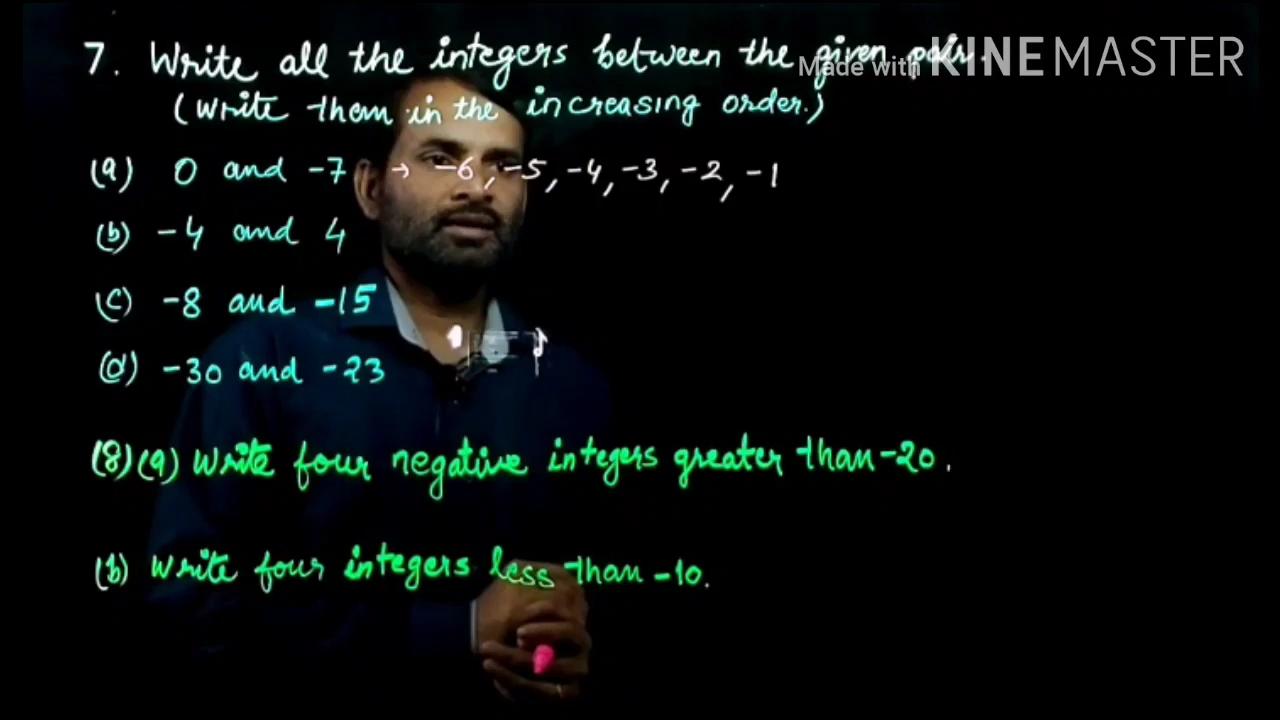 7. Write all the integers between the given pair.
Made with KINEMASTER
(Write them in the increasing order.)
(a) 0 and -7 → -6, -5, -4, -3, -2, -1
(b) -4 and 4
(c) -8 and -15
(d) -30 and -23
(8)(a) Write four negative integers greater than -20.
(b) Write four integers less than -10.